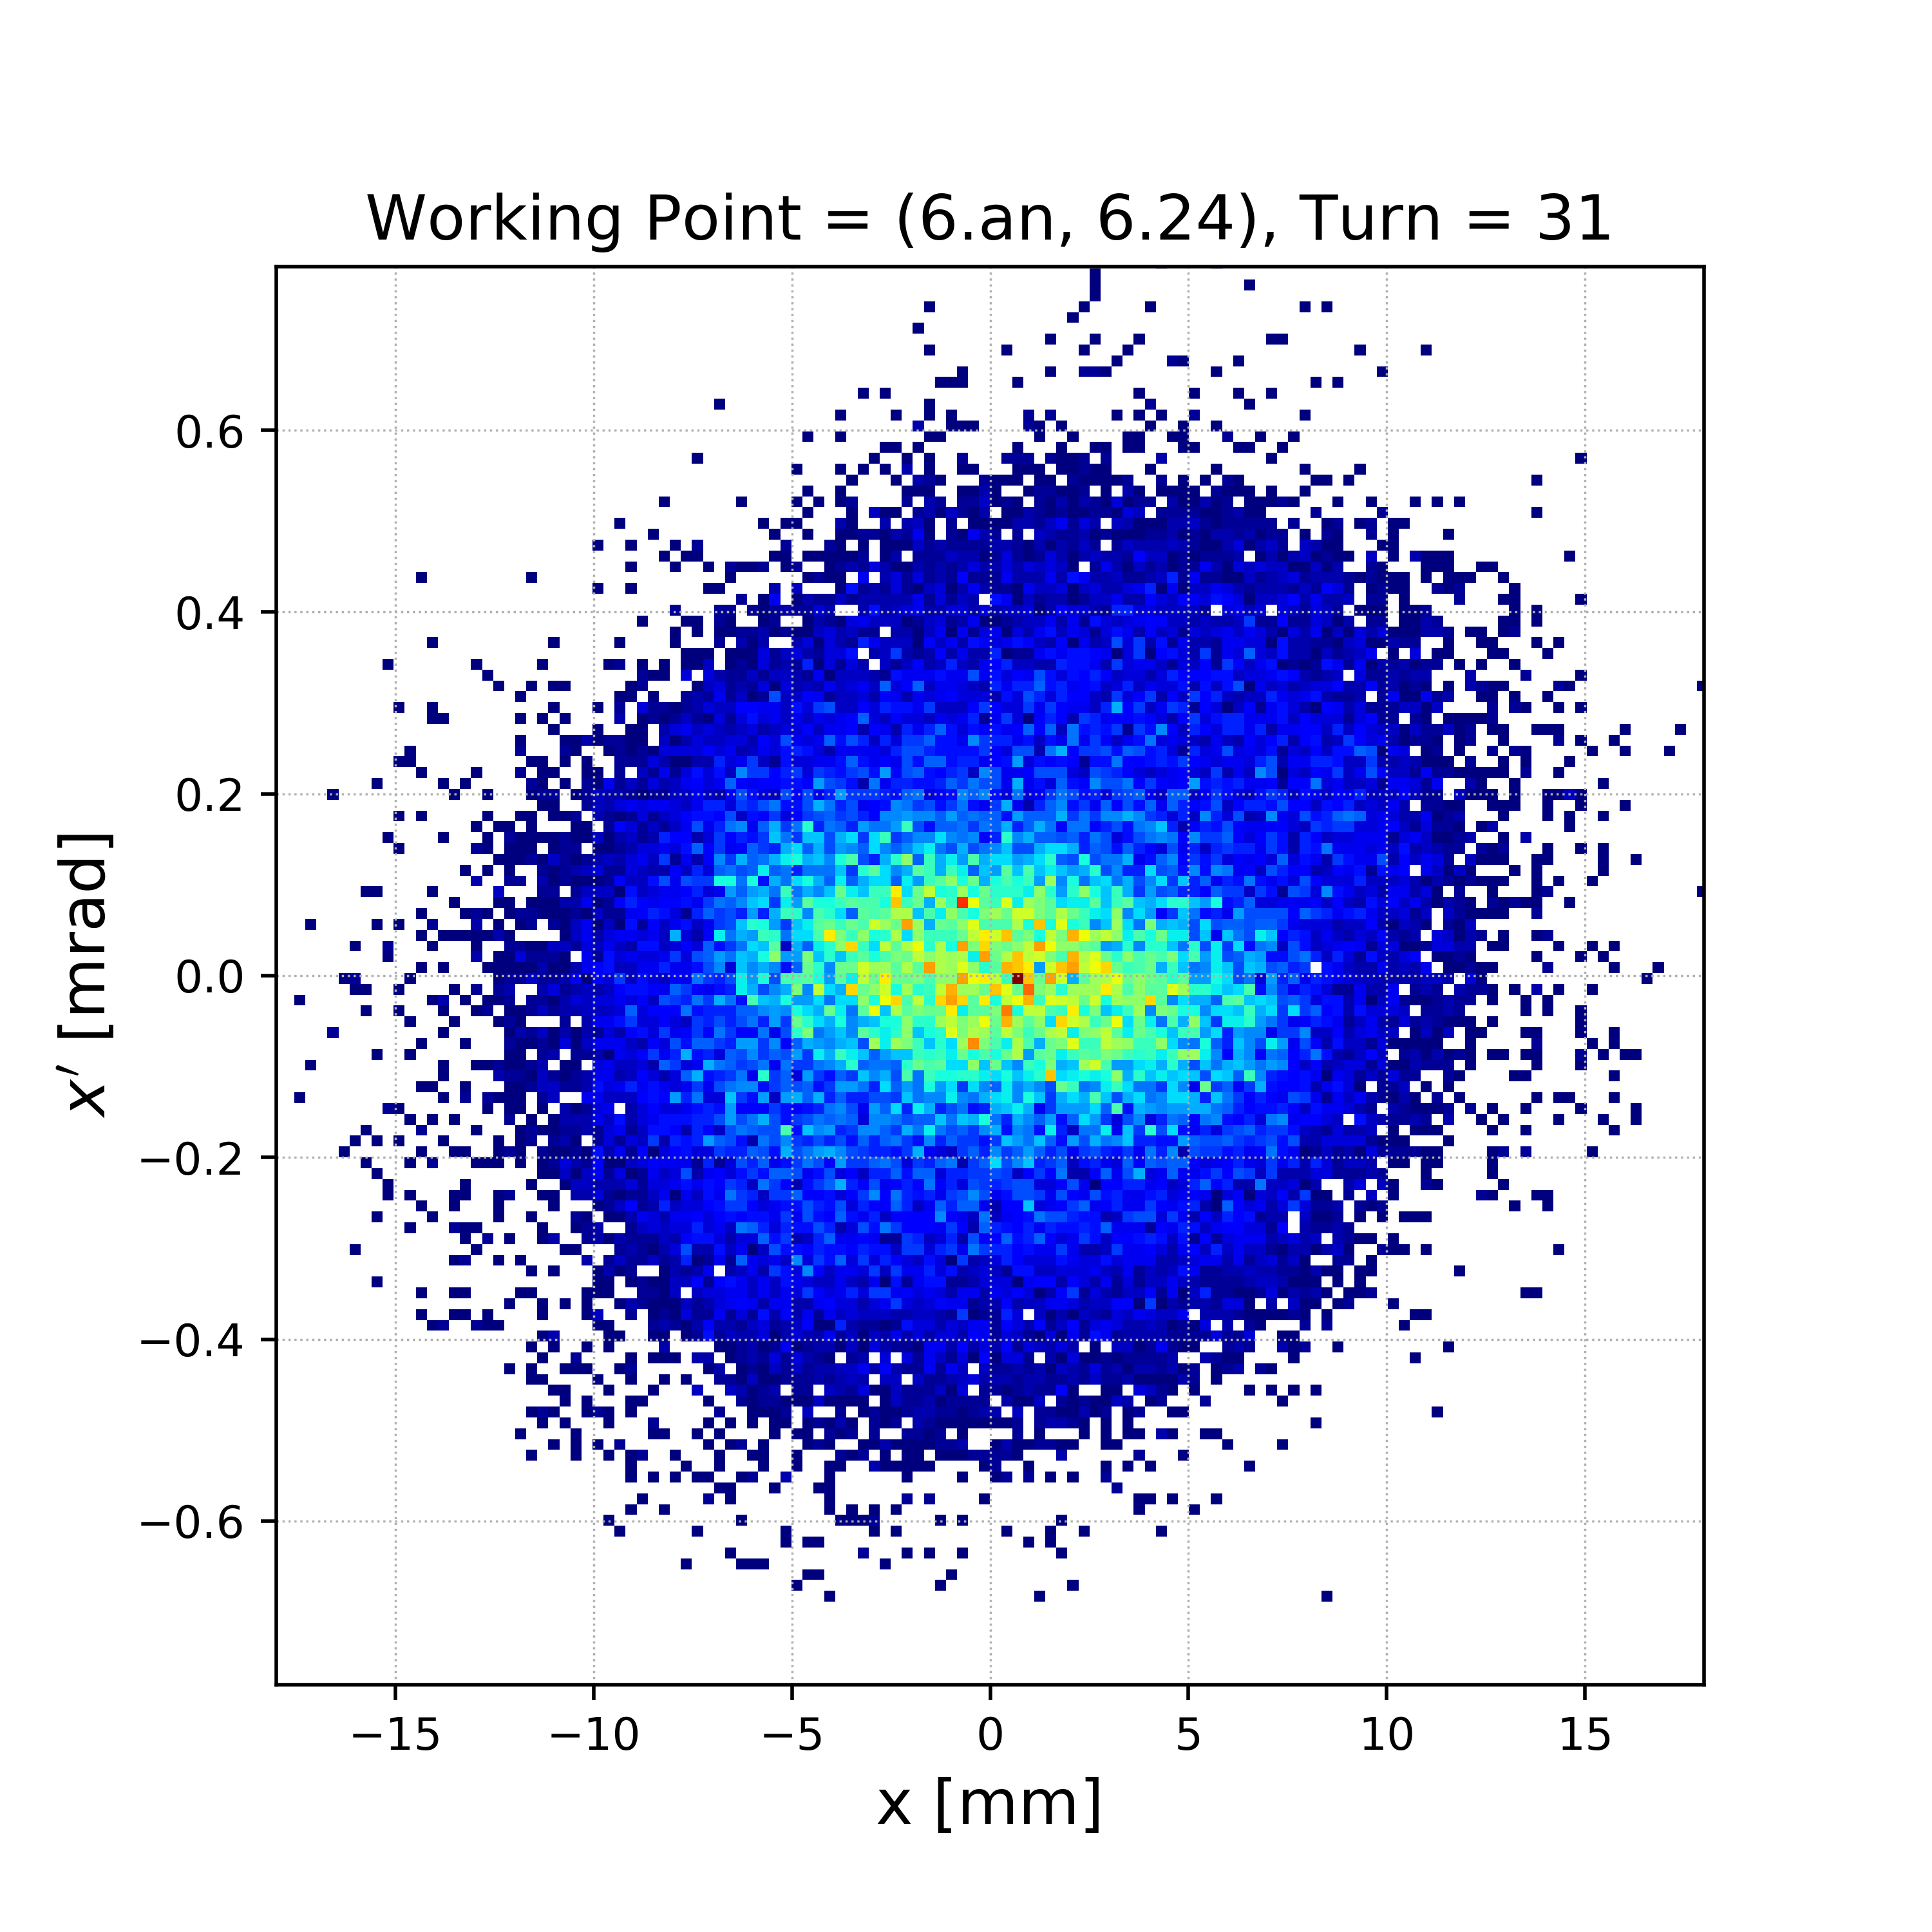 Working Point = (6.an, 6.24), Turn = 31
0.6
0.4
0.2
0.0
−0.2
−0.4
−0.6
x′ [mrad]
−15 −10 −5 0 5 10 15
x [mm]